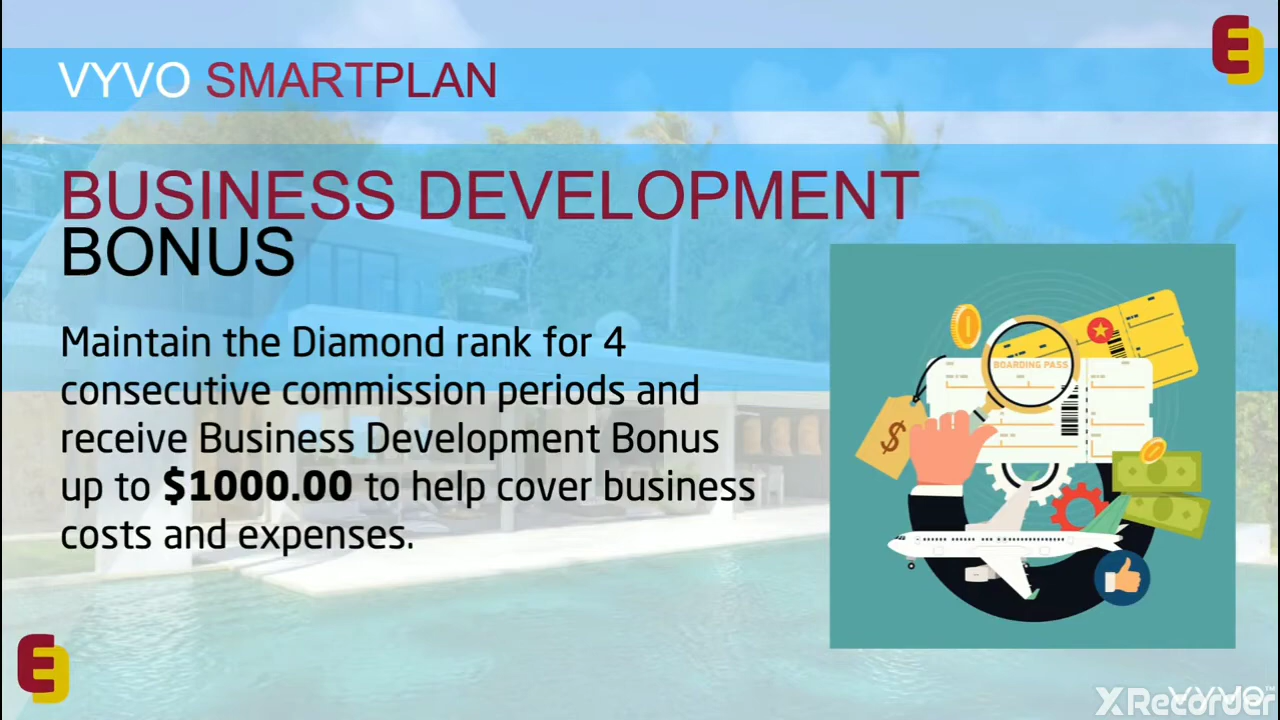 VYVO SMARTPLAN
BUSINESS DEVELOPMENT
BONUS
Maintain the Diamond rank for 4
consecutive commission periods and
receive Business Development Bonus
up to $1000.00 to help cover business
costs and expenses.
BOARDING PASS
$
VYVO
XRecorder